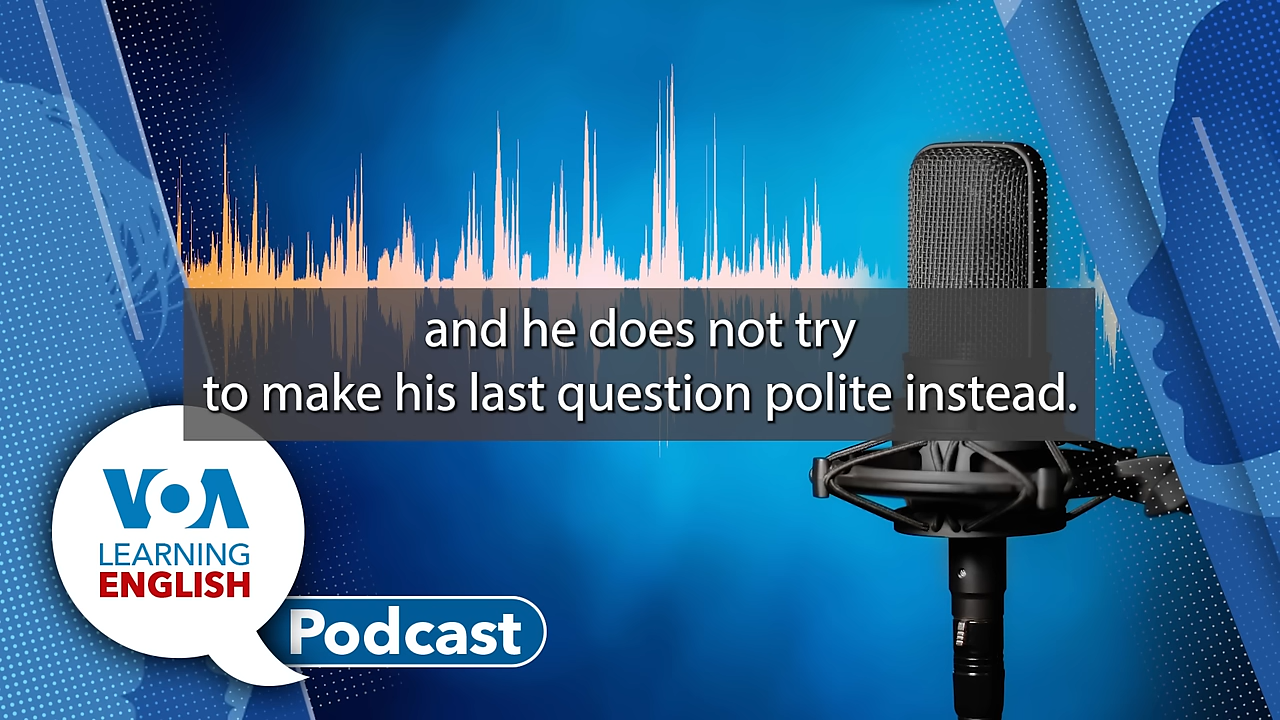 and he does not try
to make his last question polite instead.
VOA
LEARNING
ENGLISH
Podcast